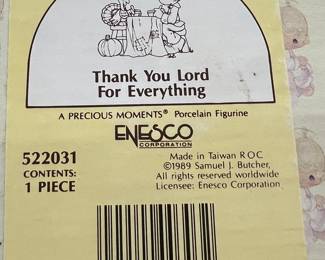 Thank You Lord
For Everything
A PRECIOUS MOMENTS® Porcelain Figurine
ENESCO
CORPORATION
522031
CONTENTS:
1 PIECE
Made in Taiwan R O C
©1989 Samuel J. Butcher,
All rights reserved worldwide
Licensee: Enesco Corporation